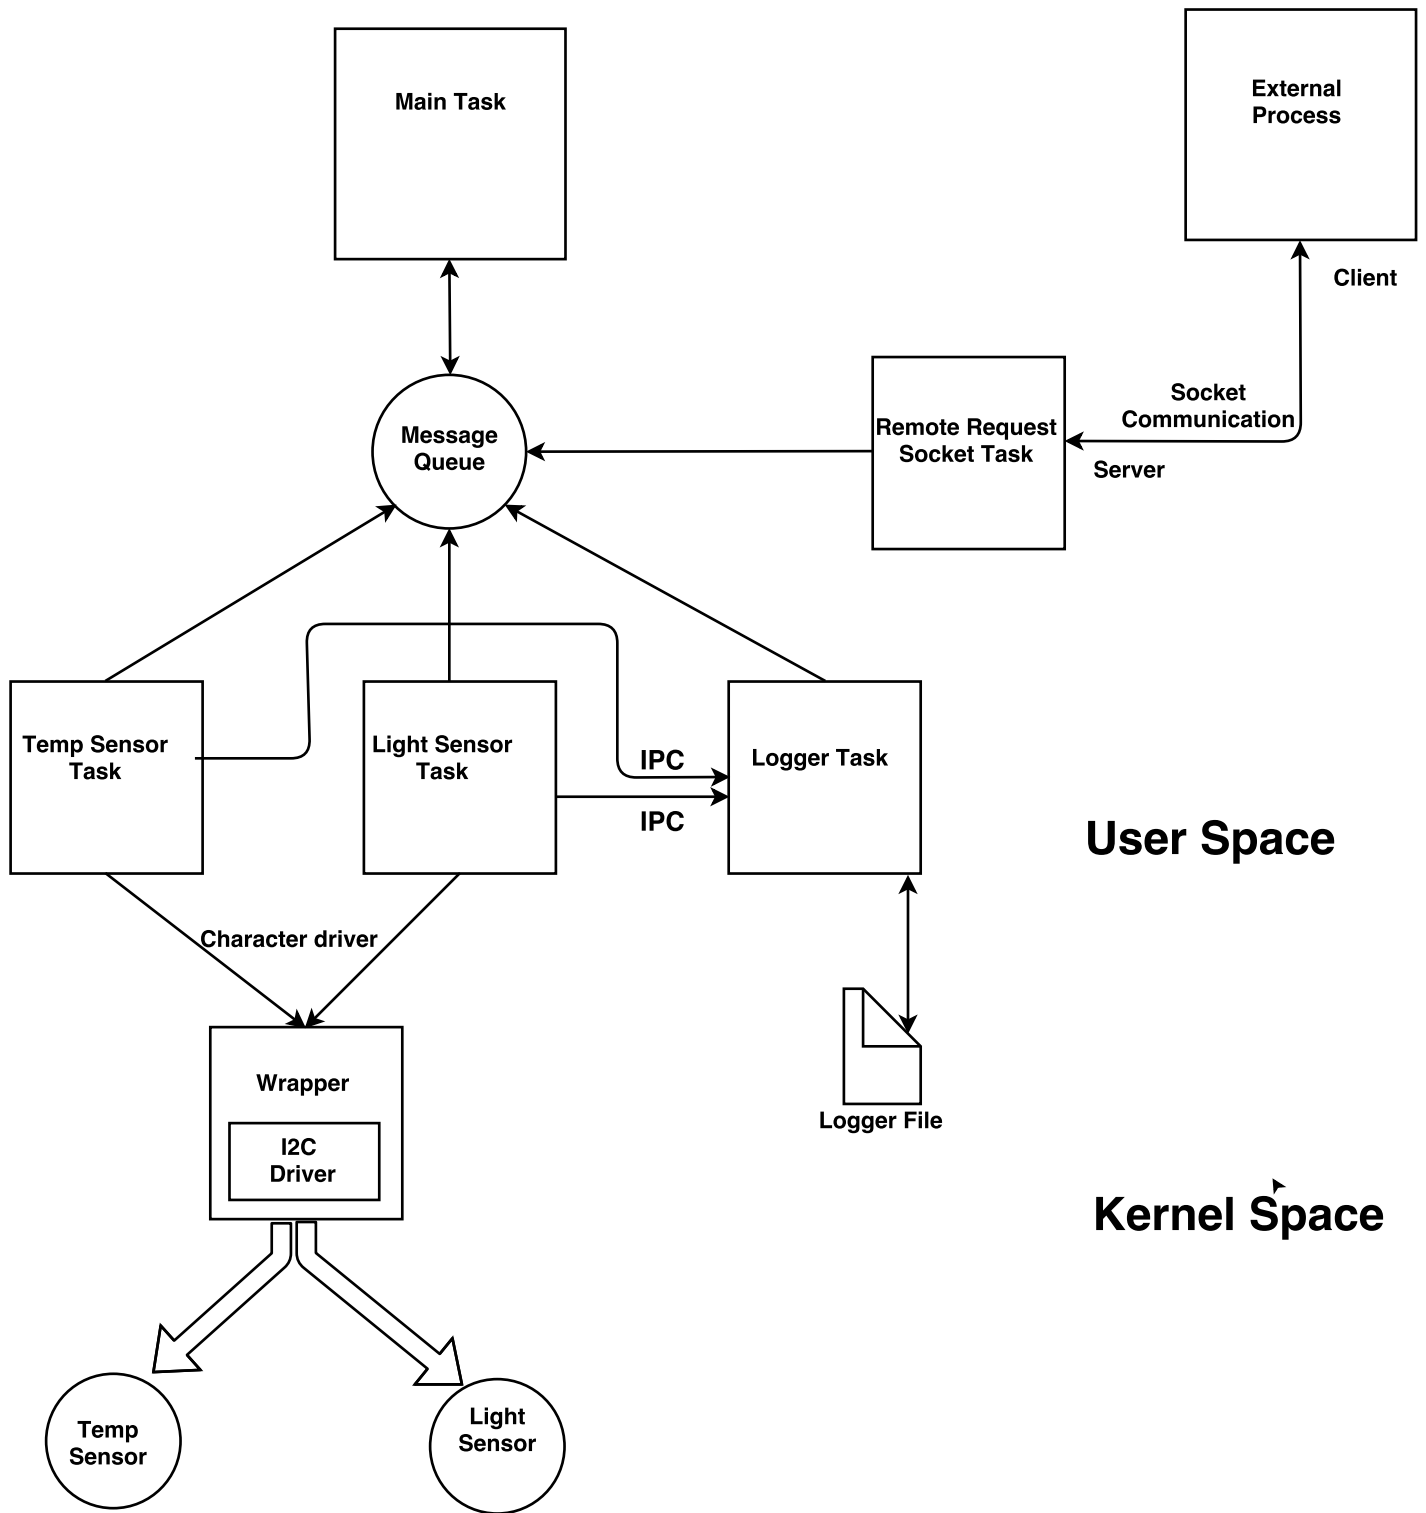 Main Task
External
Process
Client
Socket
Communication
Message
Queue
Remote Request
Socket Task
Server
Temp Sensor
Task
Light Sensor
Task
IPC
IPC
Logger Task
User Space
Character driver
Wrapper
I2C
Driver
Logger File
Kernel Space
Temp
Sensor
Light
Sensor